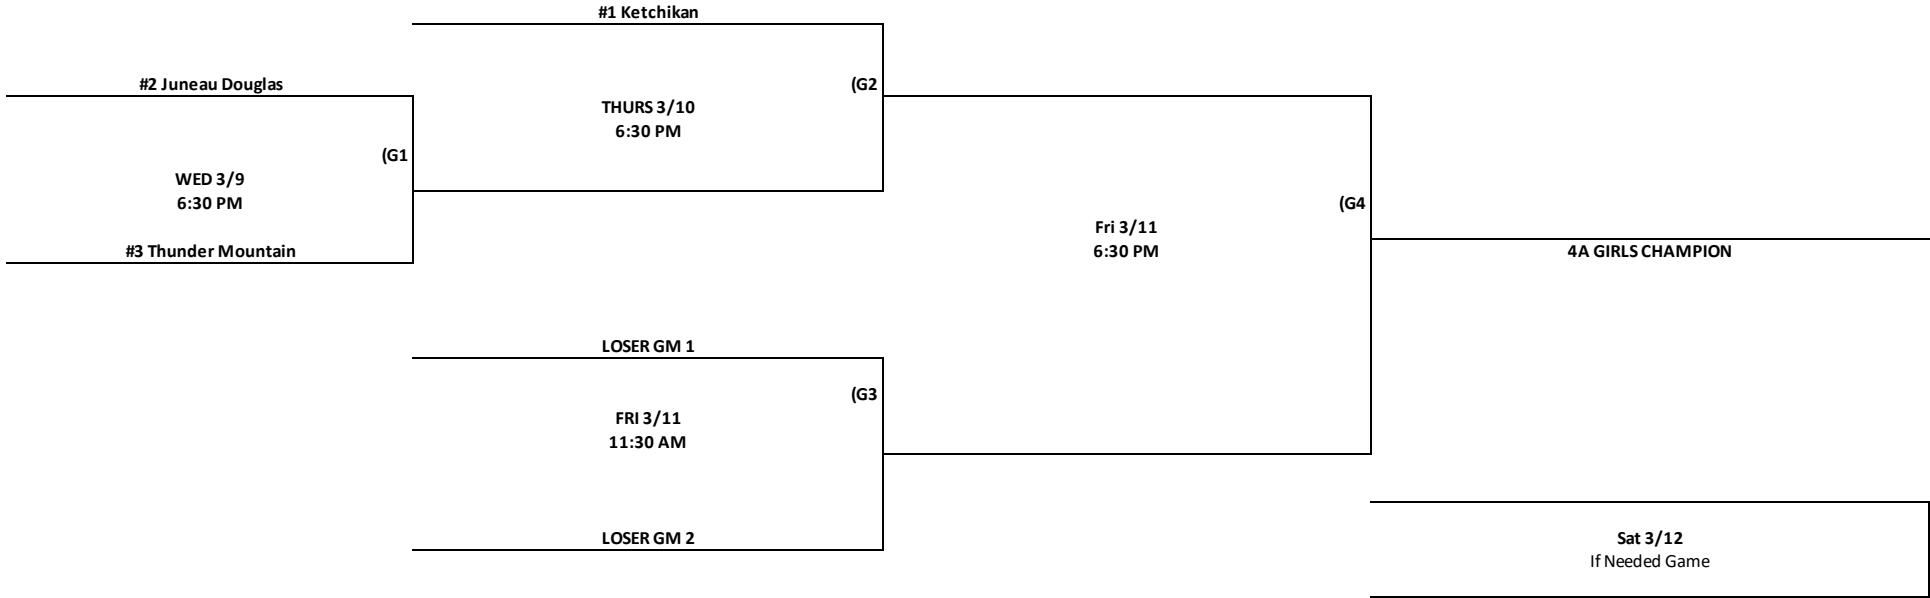 #1 Ketchikan
#2 Juneau Douglas
(G2
THURS 3/10
6:30 PM
(G1
WED 3/9
6:30 PM
(G4
Fri 3/11
6:30 PM
#3 Thunder Mountain
4A GIRLS CHAMPION
LOSER GM 1
(G3
FRI 3/11
11:30 AM
LOSER GM 2
Sat 3/12
If Needed Game